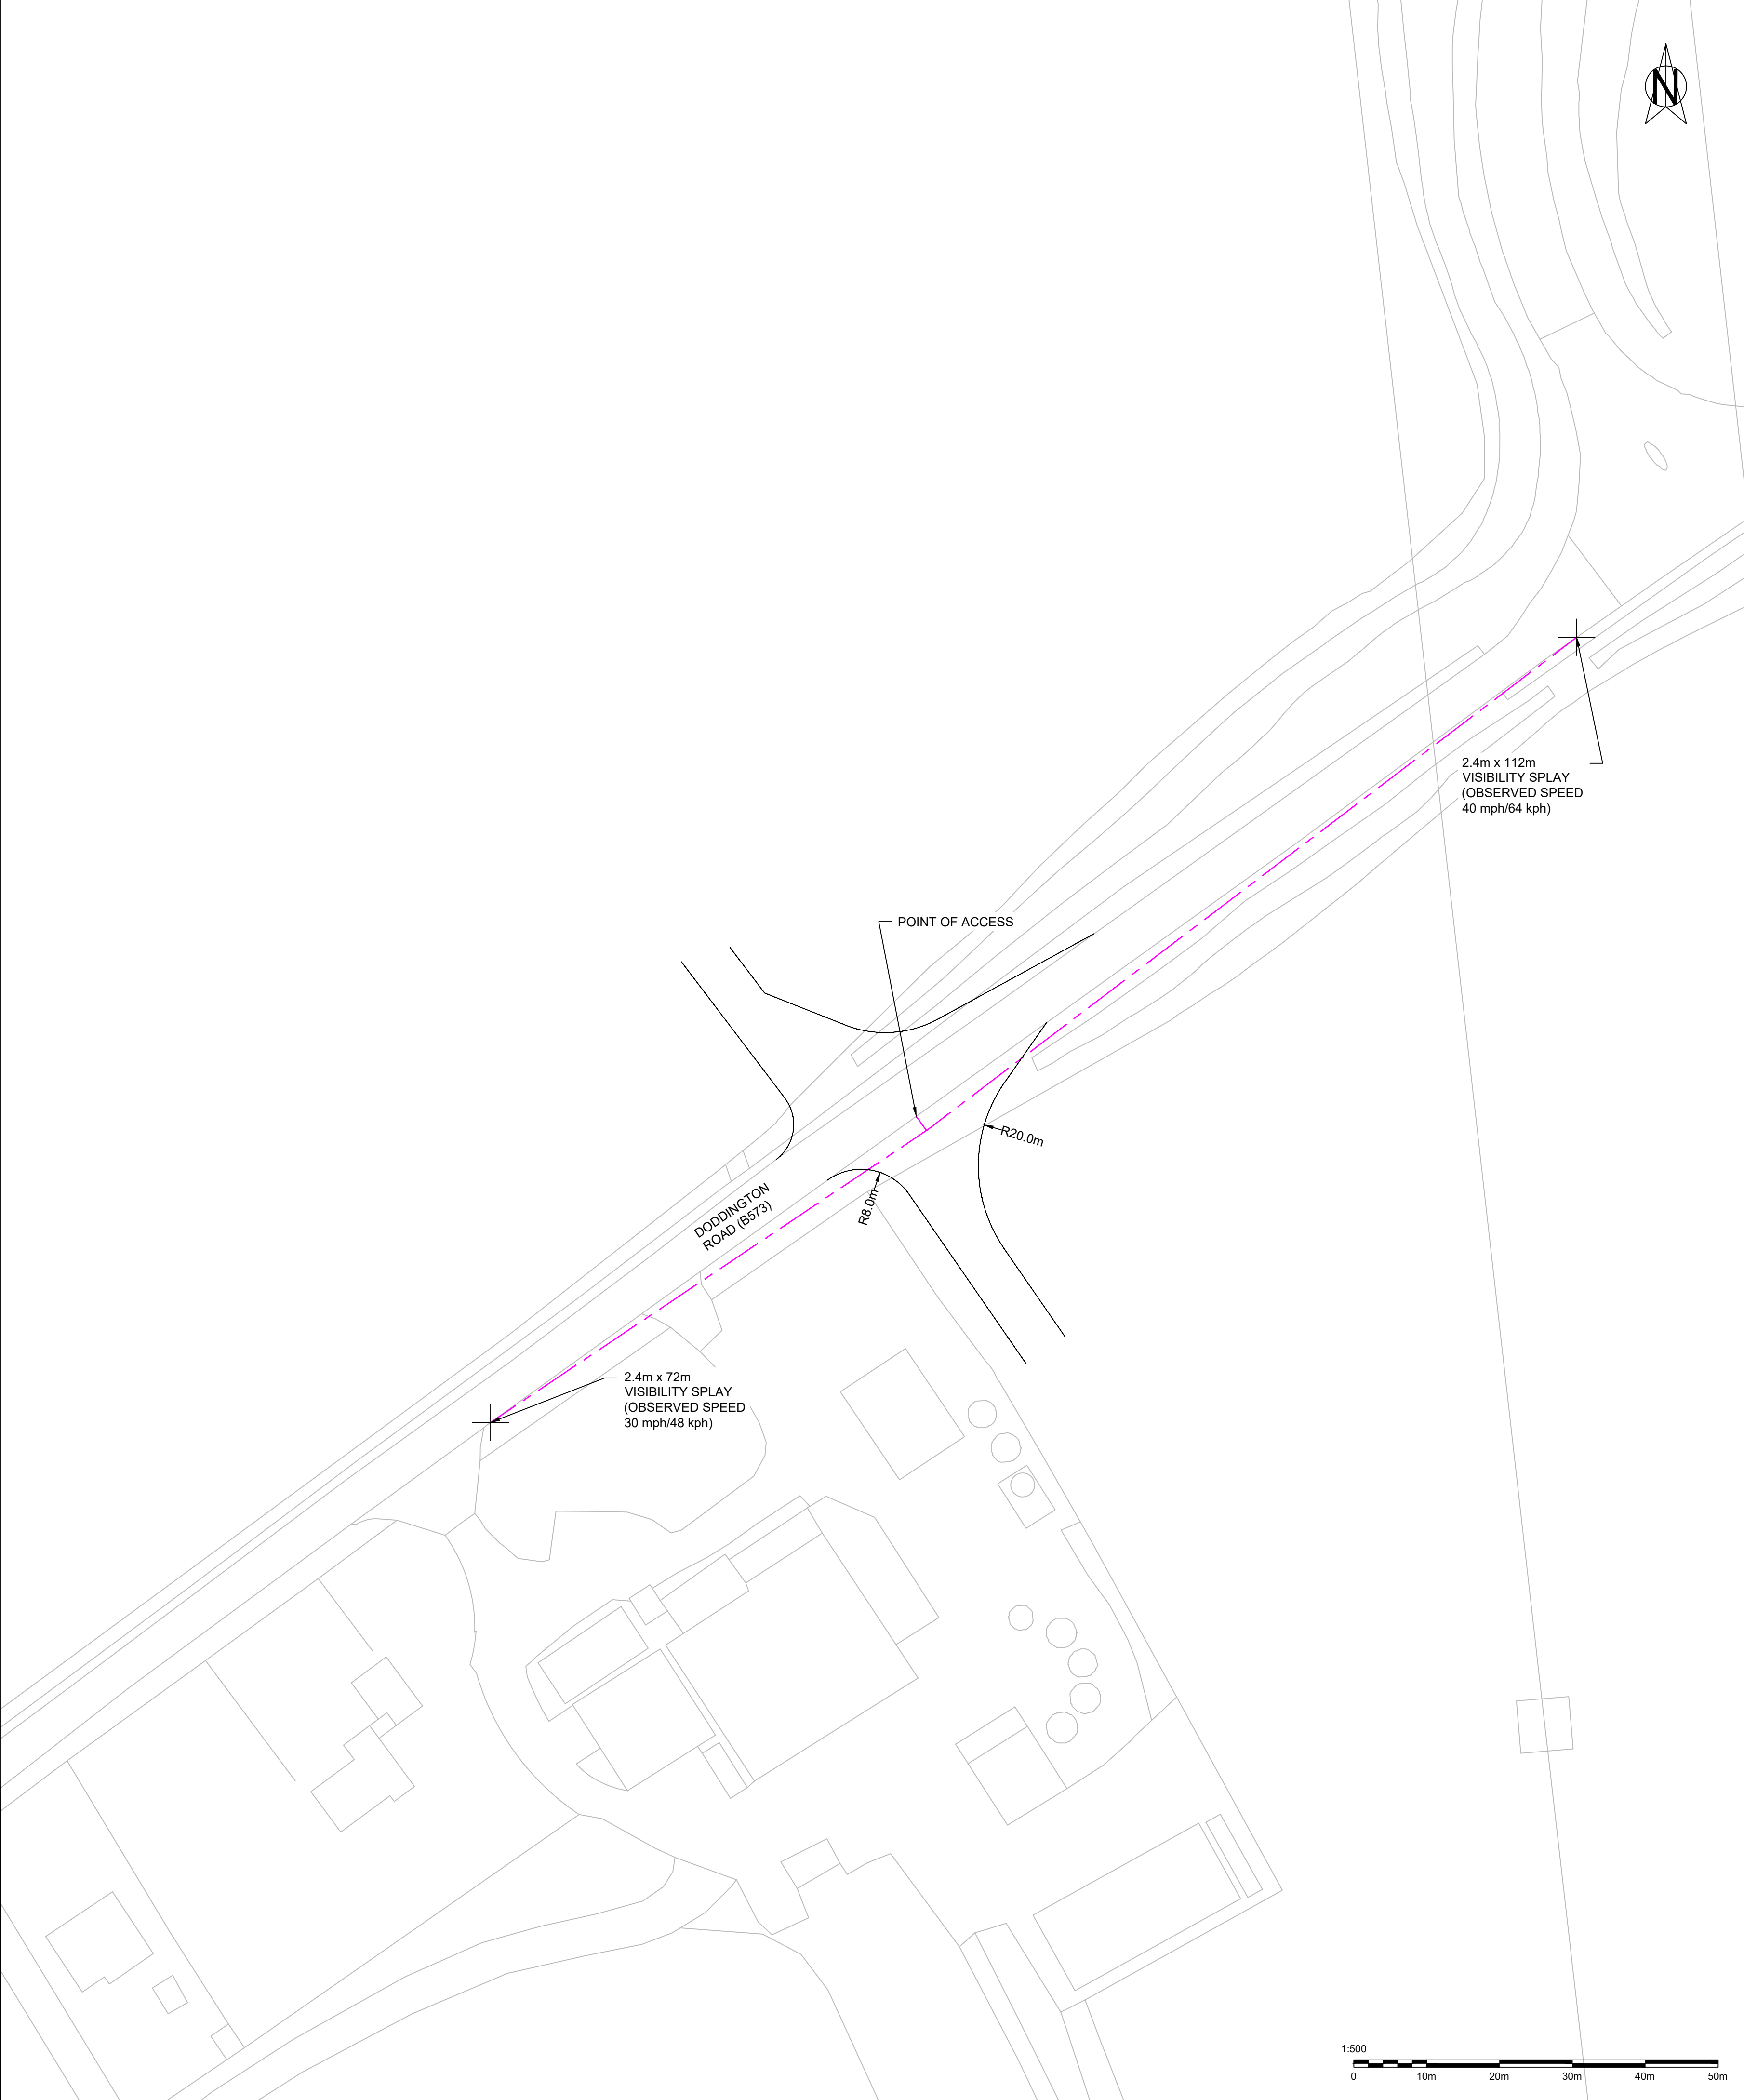 N
2.4m x 112m
VISIBILITY SPLAY
(OBSERVED SPEED
40 mph/64 kph)
POINT OF ACCESS
R20.0m
R8.0m
DODDINGTON
ROAD (B573)
2.4m x 72m
VISIBILITY SPLAY
(OBSERVED SPEED
30 mph/48 kph)
1:500
0 10m 20m 30m 40m 50m